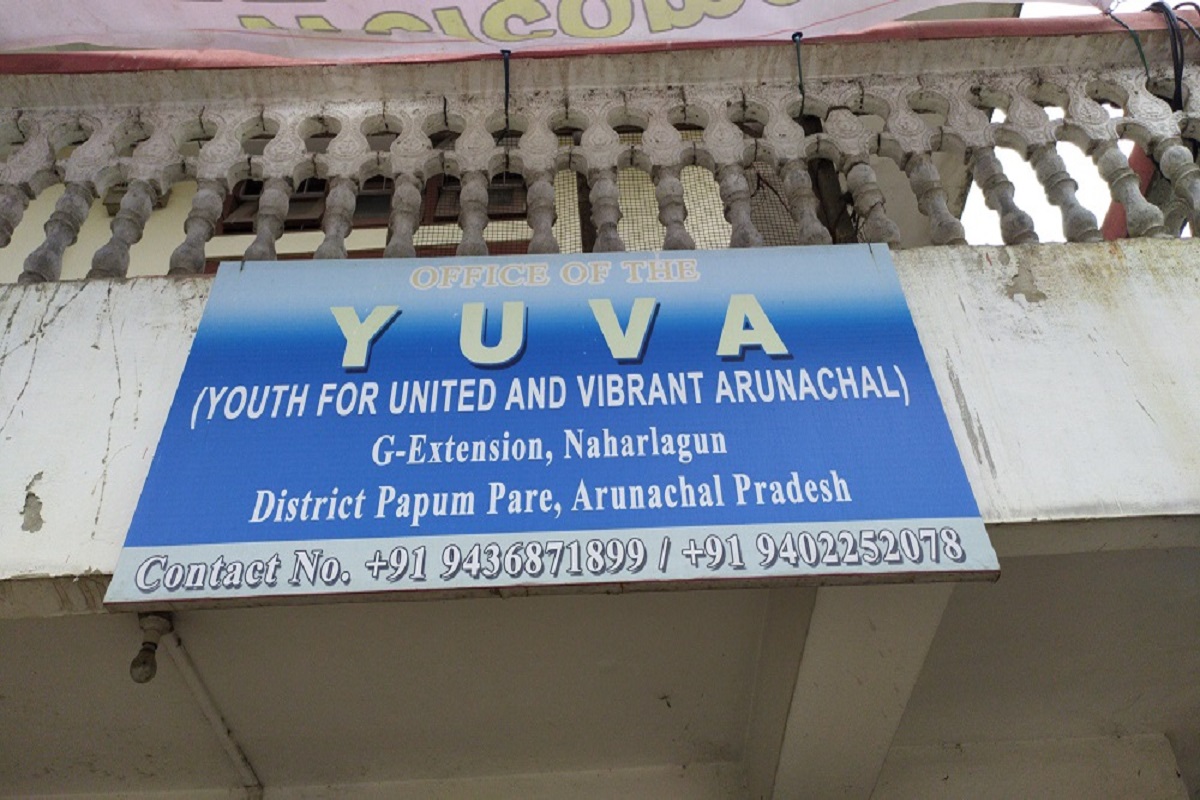 OFFICE OF THE
YUVA
(YOUTH FOR UNITED AND VIBRANT ARUNACHAL)
G-Extension, Naharlagun
District Papum Pare, Arunachal Pradesh
Contact No. +91 9436871899 / +91 9402252078